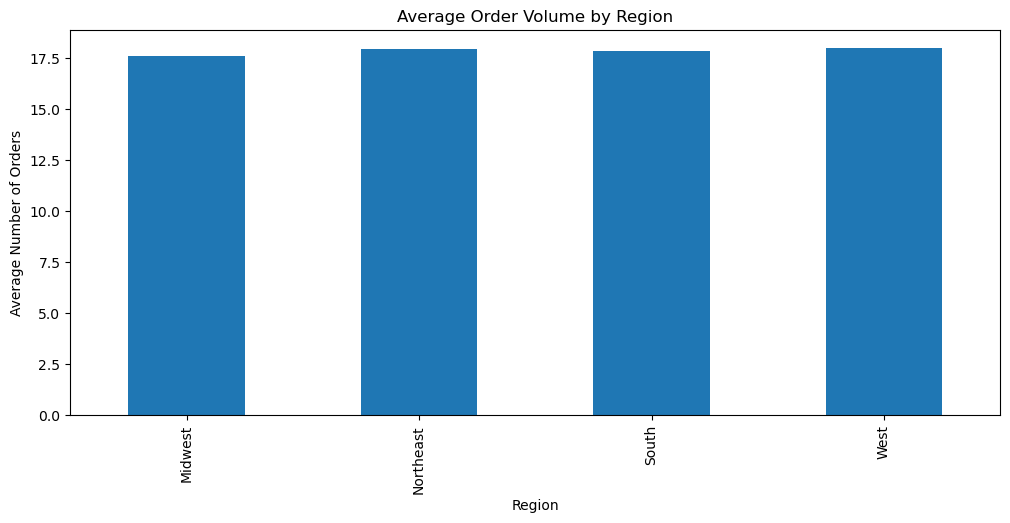 Average Order Volume by Region
Average Number of Orders
17.5
15.0
12.5
10.0
7.5
5.0
2.5
0.0
Midwest
Northeast
South
West
Region